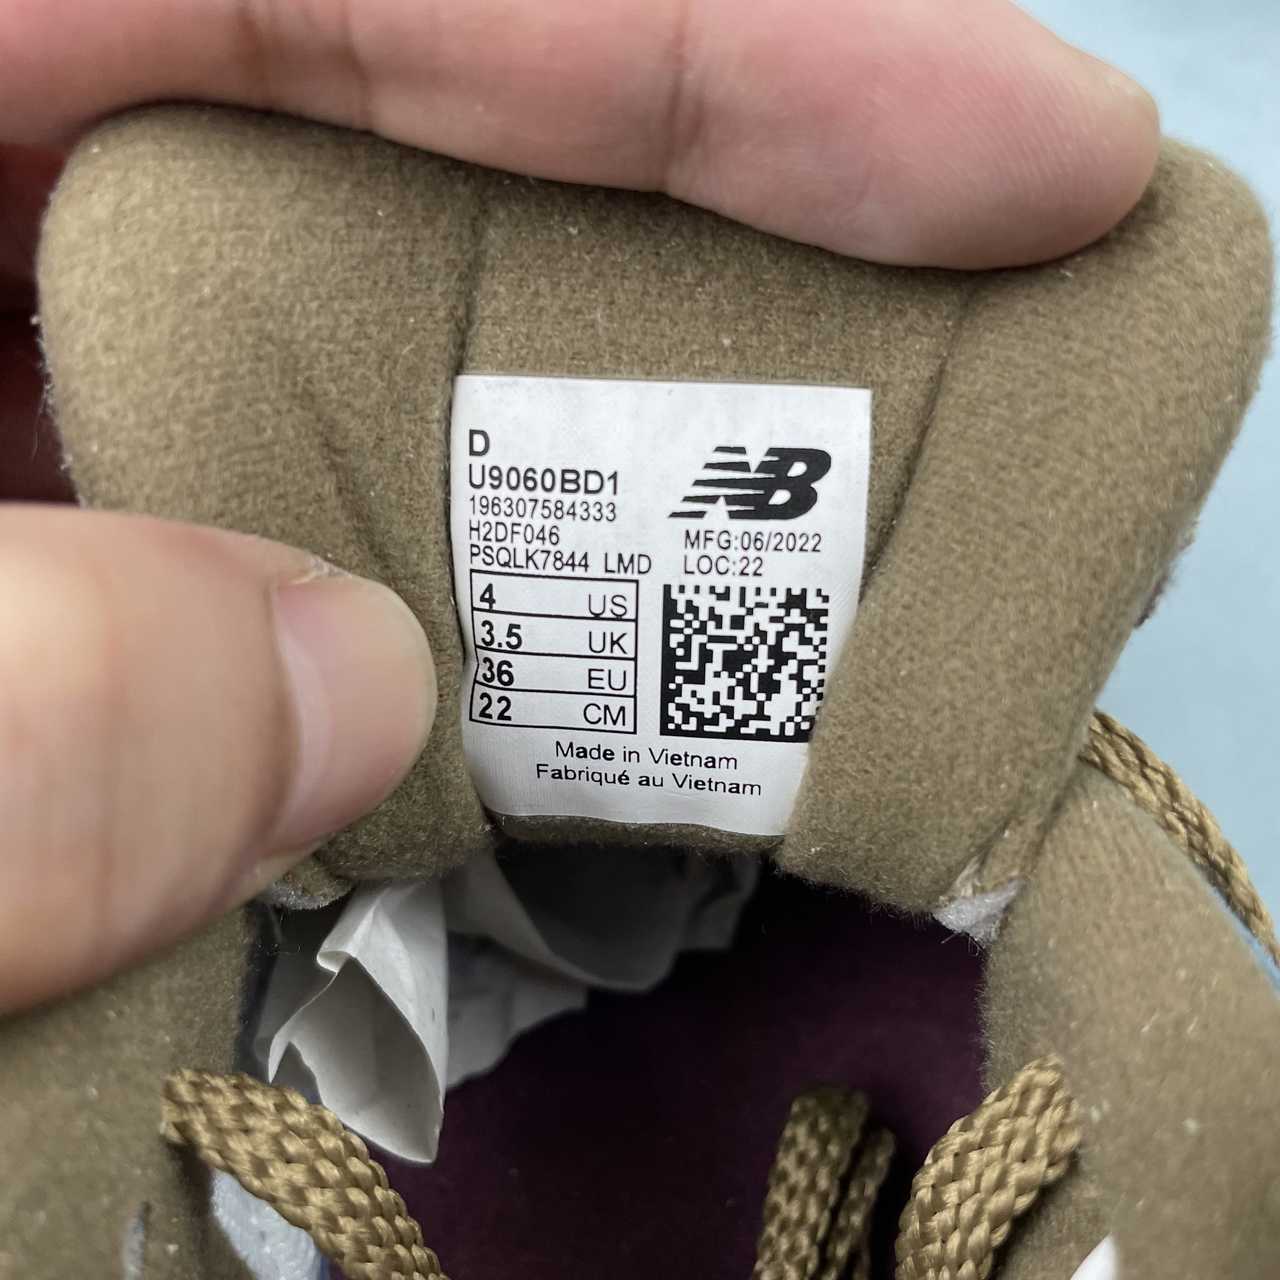 D
U9060BD1
196307584333
H2DF046
PSQLK7844 LMD
NB
MFG:06/2022
LOC:22
4 US
3.5 UK
36 EU
22 CM
Made in Vietnam
Fabriqué au Vietnam